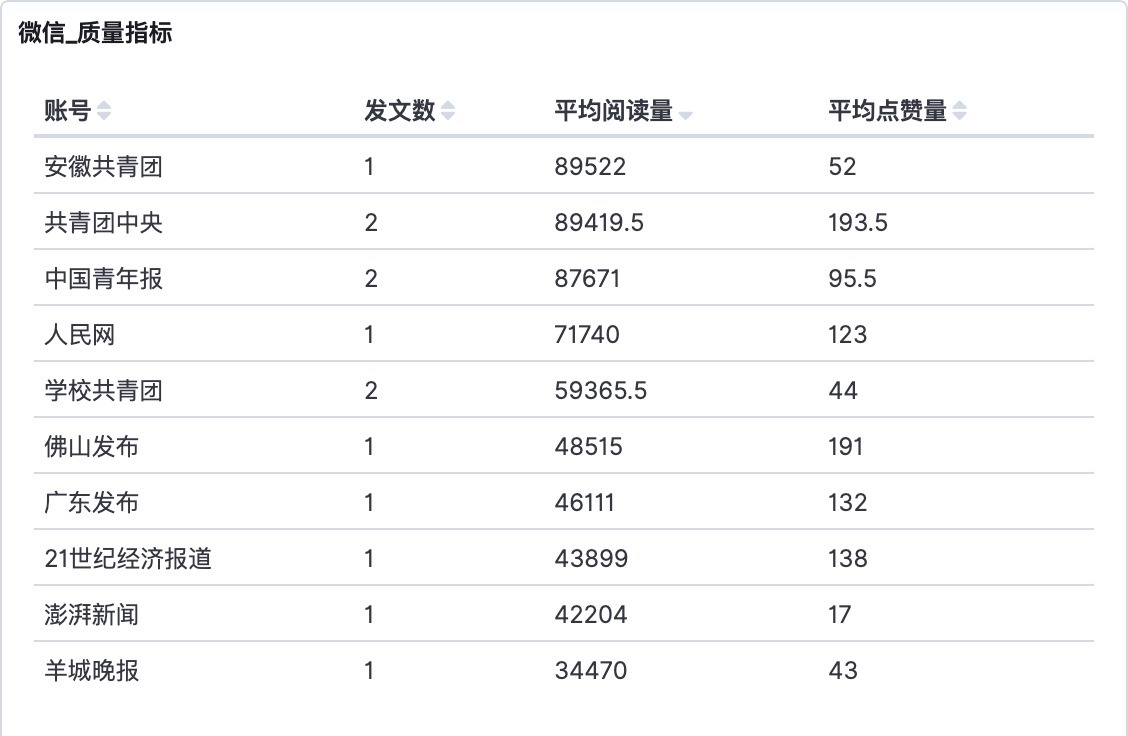 微信_质量指标
账号 发文数 平均阅读量 平均点赞量
安徽共青团 1 89522 52
共青团中央 2 89419.5 193.5
中国青年报 2 87671 95.5
人民网 1 71740 123
学校共青团 2 59365.5 44
佛山发布 1 48515 191
广东发布 1 46111 132
21世纪经济报道 1 43899 138
澎湃新闻 1 42204 17
羊城晚报 1 34470 43